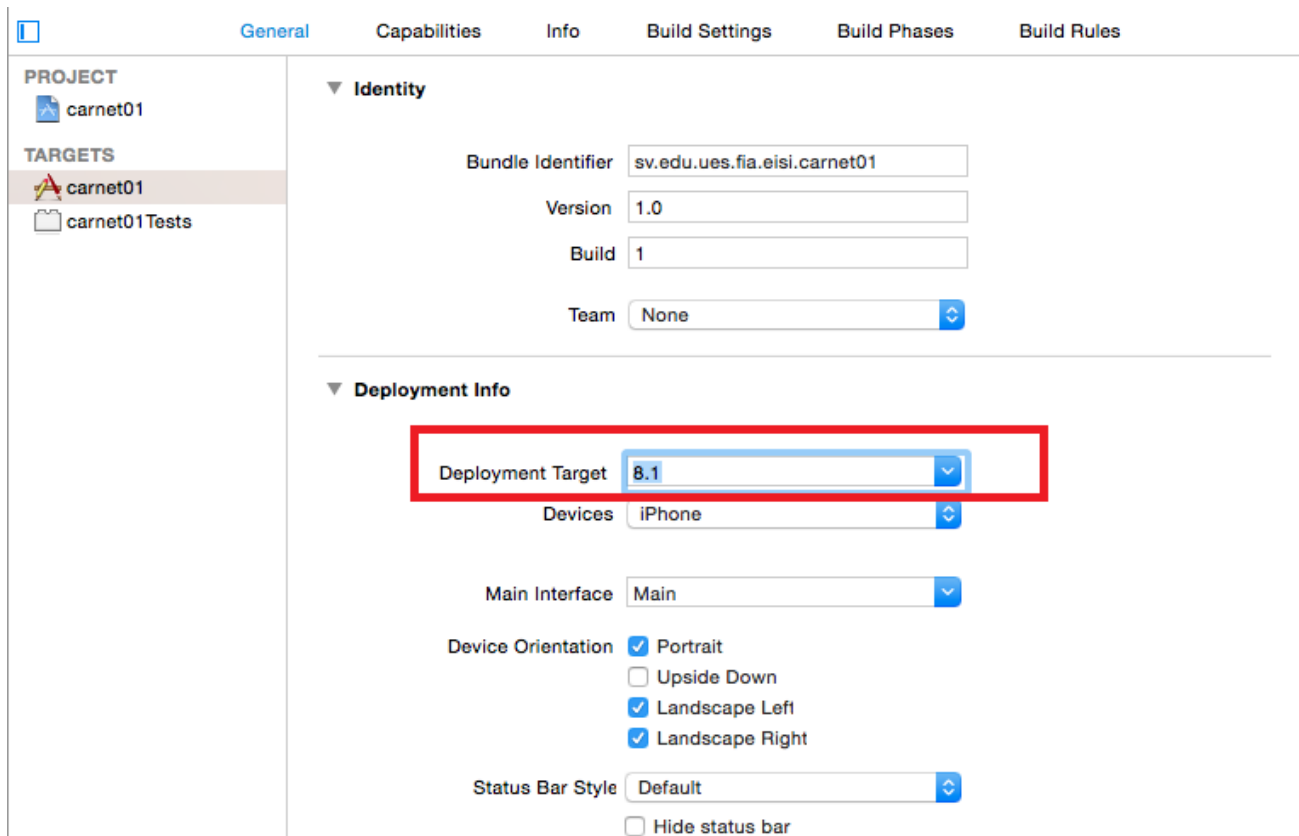 General Capabilities Info Build Settings Build Phases Build Rules
PROJECT
carnet01
TARGETS
carnet01
carnet01Tests
Identity
Bundle Identifier sv.edu.ues.fia.eisi.carnet01
Version 1.0
Build 1
Team None
Deployment Info
Deployment Target 8.1
Devices iPhone
Main Interface Main
Device Orientation Portrait
Upside Down
Landscape Left
Landscape Right
Status Bar Style Default
Hide status bar